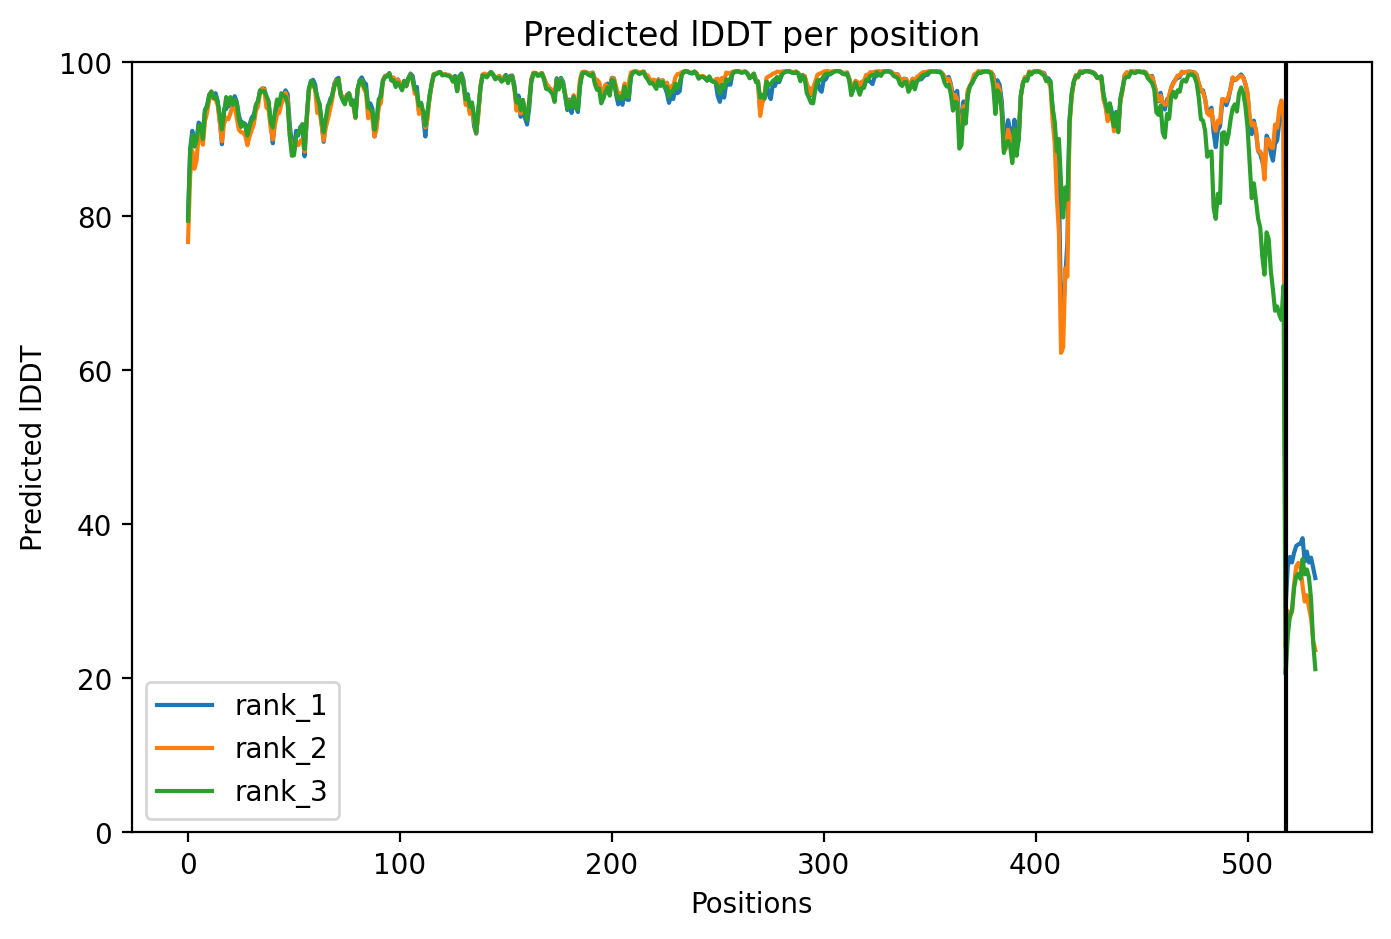 Predicted lDDT per position
100
80
60
40
20
0
Predicted lDDT
rank_1
rank_2
rank_3
0 100 200 300 400 500
Positions